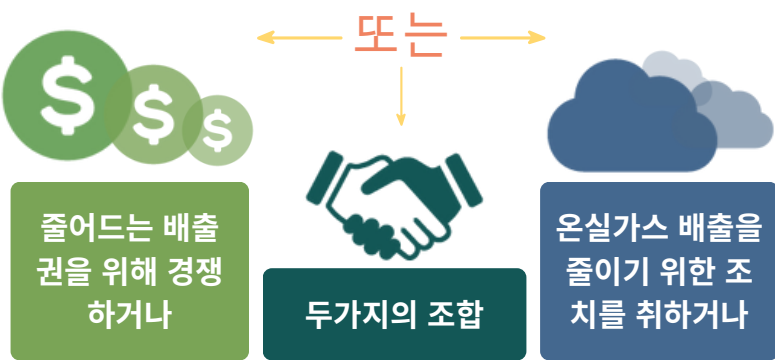 또는
$ $ $
줄어드는 배출
권을 위해 경쟁
하거나
두가지의 조합
온실가스 배출을
줄이기 위한 조
치를 취하거나